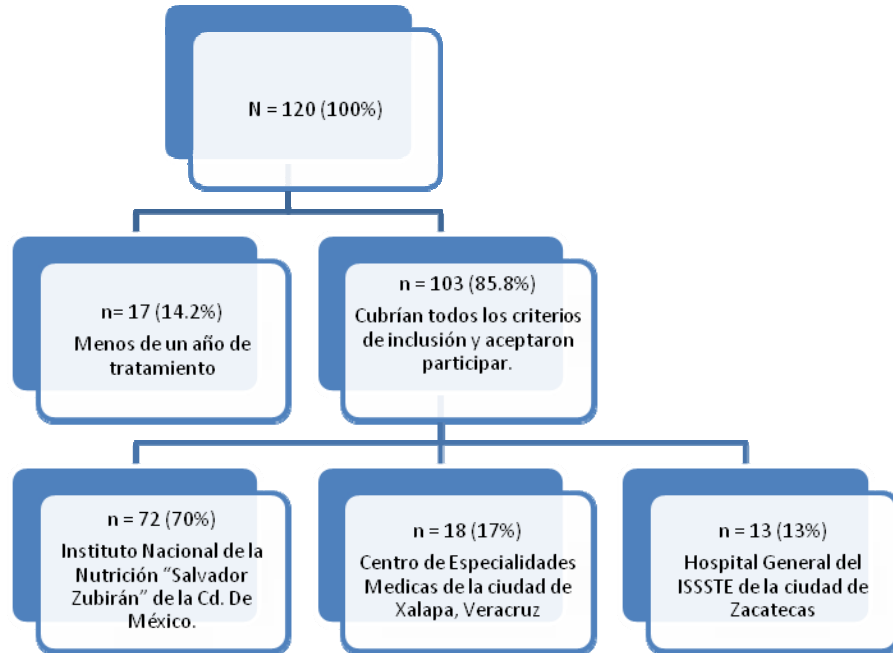 N = 120 (100%)
n= 17 (14.2%)
Menos de un año de
tratamiento
n = 103 (85.8%)
Cubrían todos los criterios
de inclusión y aceptaron
participar.
n = 72 (70%)
Instituto Nacional de la
Nutrición “Salvador
Zubirán” de la Cd. De
México.
n = 18 (17%)
Centro de Especialidades
Medicas de la ciudad de
Xalapa, Veracruz
n = 13 (13%)
Hospital General del
ISSSTE de la ciudad de
Zacatecas